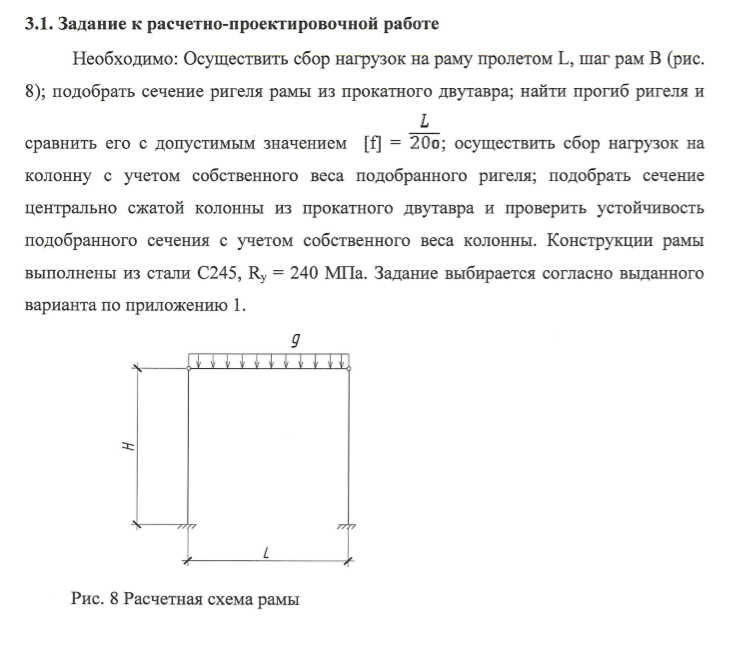 3.1. Задание к расчетно-проектировочной работе
Необходимо: Осуществить сбор нагрузок на раму пролетом L, шаг рам В (рис.
8); подобрать сечение ригеля рамы из прокатного двутавра; найти прогиб ригеля и
сравнить его с допустимым значением [f] = L/200; осуществить сбор нагрузок на
колонну с учетом собственного веса подобранного ригеля; подобрать сечение
центрально сжатой колонны из прокатного двутавра и проверить устойчивость
подобранного сечения с учетом собственного веса колонны. Конструкции рамы
выполнены из стали С245, Rу = 240 МПа. Задание выбирается согласно выданного
варианта по приложению 1.
g
H
L
Рис. 8 Расчетная схема рамы